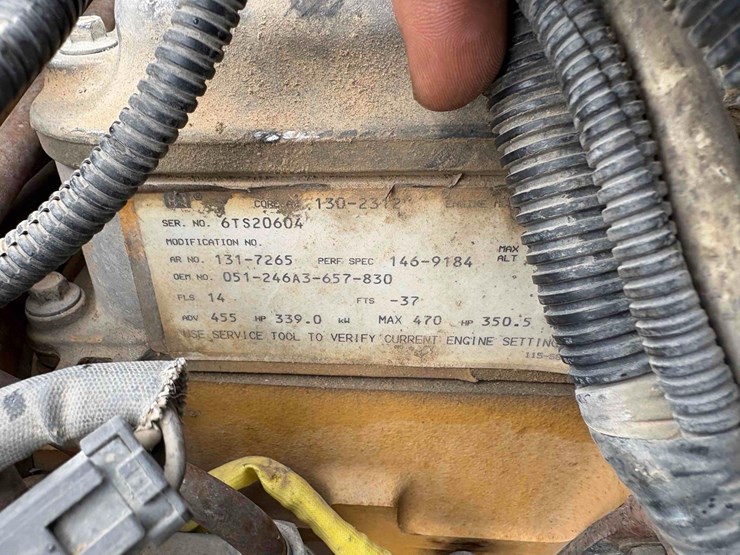 CORE AR 130-2312 ENGINE
SER. NO. 6TS20604
MODIFICATION NO.
AR NO. 131-7265 PERF SPEC 146-9184 MAX ALT
OEM NO. 051-246A3-657-830
FLS 14 FTS -37
ADV 455 HP 339.0 kW MAX 470 HP 350.5
USE SERVICE TOOL TO VERIFY CURRENT ENGINE SETTING